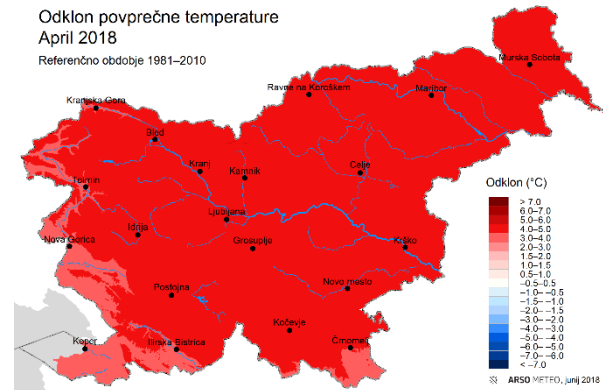 Odklon povprečne temperature
April 2018
Referenčno obdobje 1981–2010
Murska Sobota
Ravne na Koroškem
Maribor
Kranjska Gora
Bled
Kranj
Kamnik
Celje
Tolmin
Ljubljana
Idrija
Nova Gorica
Grosuplje
Krško
Postojna
Novo mesto
Kočevje
Koper
Ilirska Bistrica
Črnomelj
Odklon (°C)
> 7.0
6.0–7.0
5.0–6.0
4.0–5.0
3.0–4.0
2.0–3.0
1.5–2.0
1.0–1.5
0.5–1.0
−0.5–0.5
−1.0–−0.5
−1.5–−1.0
−2.0–−1.5
−3.0–−2.0
−4.0–−3.0
−5.0–−4.0
−6.0–−5.0
−7.0–−6.0
< −7.0
ARSO METEO, junij 2018